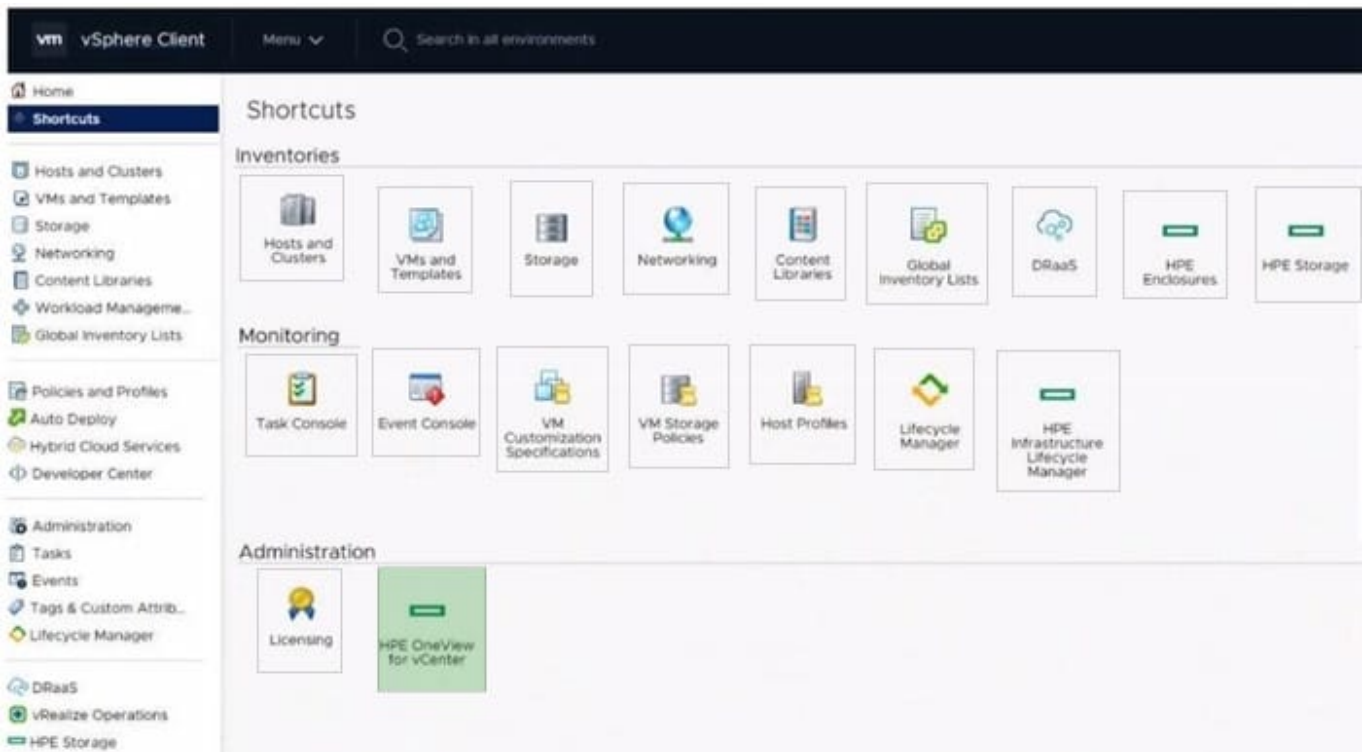 vm vSphere Client Menu Search in all environments
Home
Shortcuts
Hosts and Clusters
VMs and Templates
Storage
Networking
Content Libraries
Workload Manageme...
Global Inventory Lists
Policies and Profiles
Auto Deploy
Hybrid Cloud Services
Developer Center
Administration
Tasks
Events
Tags & Custom Attrib...
Lifecycle Manager
DRaaS
vRealize Operations
HPE Storage
Shortcuts
Inventories
Hosts and
Clusters
VMs and
Templates
Storage
Networking
Content
Libraries
Global
Inventory Lists
DRaaS
HPE
Enclosures
HPE Storage
Monitoring
Task Console
Event Console
VM
Customization
Specifications
VM Storage
Policies
Host Profiles
Lifecycle
Manager
HPE
Infrastructure
Lifecycle
Manager
Administration
Licensing
HPE OneView
for vCenter